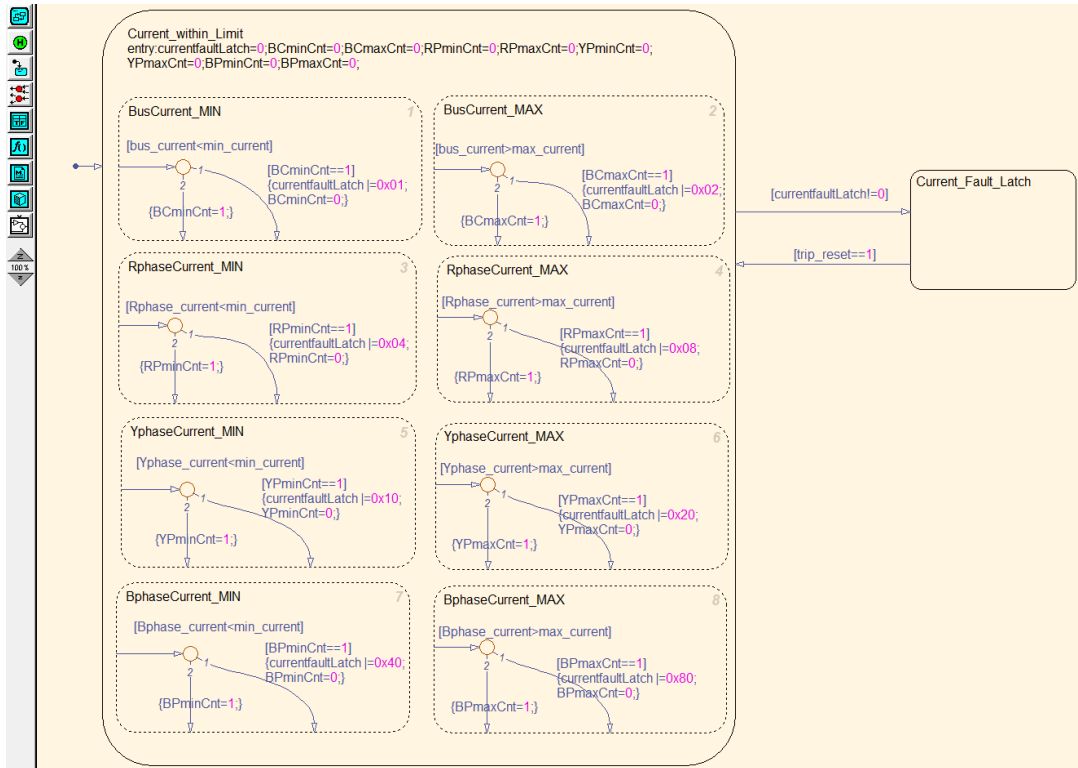 Current_within_Limit
entry:currentfaultLatch=0;BCminCnt=0;BCmaxCnt=0;RPminCnt=0;RPmaxCnt=0;YPminCnt=0;
YPmaxCnt=0;BPminCnt=0;BPmaxCnt=0;
BusCurrent_MIN
1
[bus_current<min_current]
1
2
[BCminCnt==1]
{currentfaultLatch |=0x01;
BCminCnt=0;}
{BCminCnt=1;}
BusCurrent_MAX
2
[bus_current>max_current]
1
2
[BCmaxCnt==1]
{currentfaultLatch |=0x02;
BCmaxCnt=0;}
{BCmaxCnt=1;}
RphaseCurrent_MIN
3
[Rphase_current<min_current]
1
2
[RPminCnt==1]
{currentfaultLatch |=0x04;
RPminCnt=0;}
{RPminCnt=1;}
RphaseCurrent_MAX
4
[Rphase_current>max_current]
1
2
[RPmaxCnt==1]
{currentfaultLatch |=0x08;
RPmaxCnt=0;}
{RPmaxCnt=1;}
YphaseCurrent_MIN
5
[Yphase_current<min_current]
1
2
[YPminCnt==1]
{currentfaultLatch |=0x10;
YPminCnt=0;}
{YPminCnt=1;}
YphaseCurrent_MAX
6
[Yphase_current>max_current]
1
2
[YPmaxCnt==1]
{currentfaultLatch |=0x20;
YPmaxCnt=0;}
{YPmaxCnt=1;}
BphaseCurrent_MIN
7
[Bphase_current<min_current]
1
2
[BPminCnt==1]
{currentfaultLatch |=0x40;
BPminCnt=0;}
{BPminCnt=1;}
BphaseCurrent_MAX
8
[Bphase_current>max_current]
1
2
[BPmaxCnt==1]
{currentfaultLatch |=0x80;
BPmaxCnt=0;}
{BPmaxCnt=1;}
[currentfaultLatch!=0]
[trip_reset==1]
Current_Fault_Latch
H
f()
M
Z
100 %